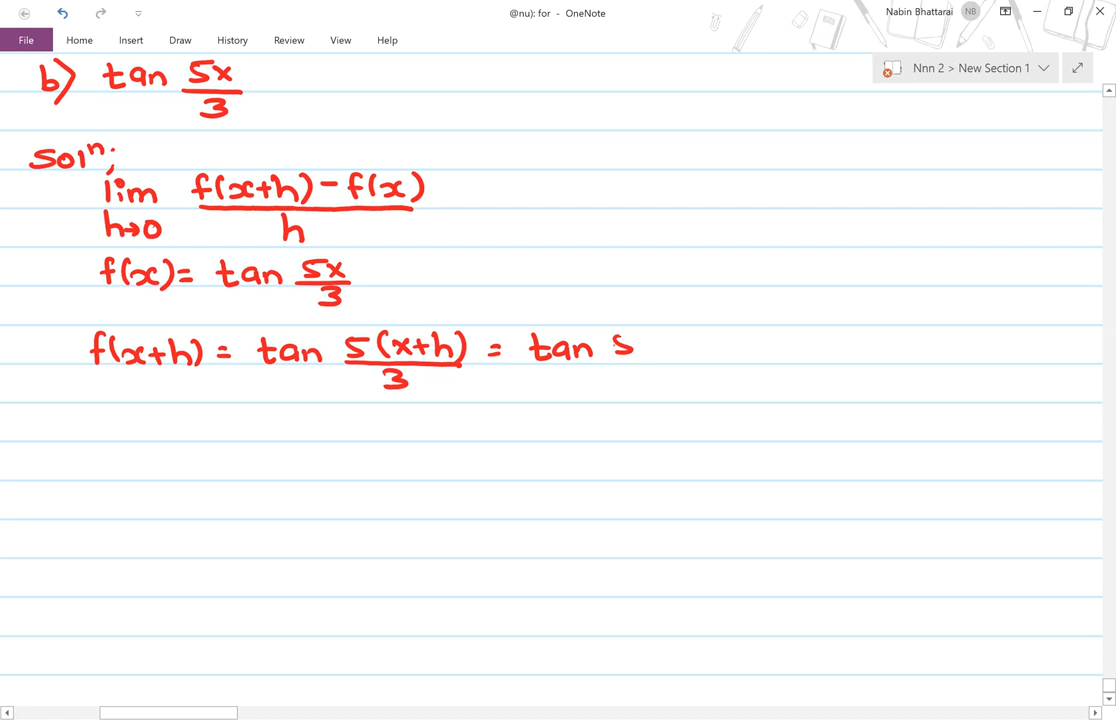 @nu): for - OneNote
Nabin Bhattarai NB
File Home Insert Draw History Review View Help
Nnn 2 > New Section 1
b) tan 5x/3
Solⁿ;
lim h→0 f(x+h) - f(x) / h
f(x) = tan 5x/3
f(x+h) = tan 5(x+h)/3 = tan 5